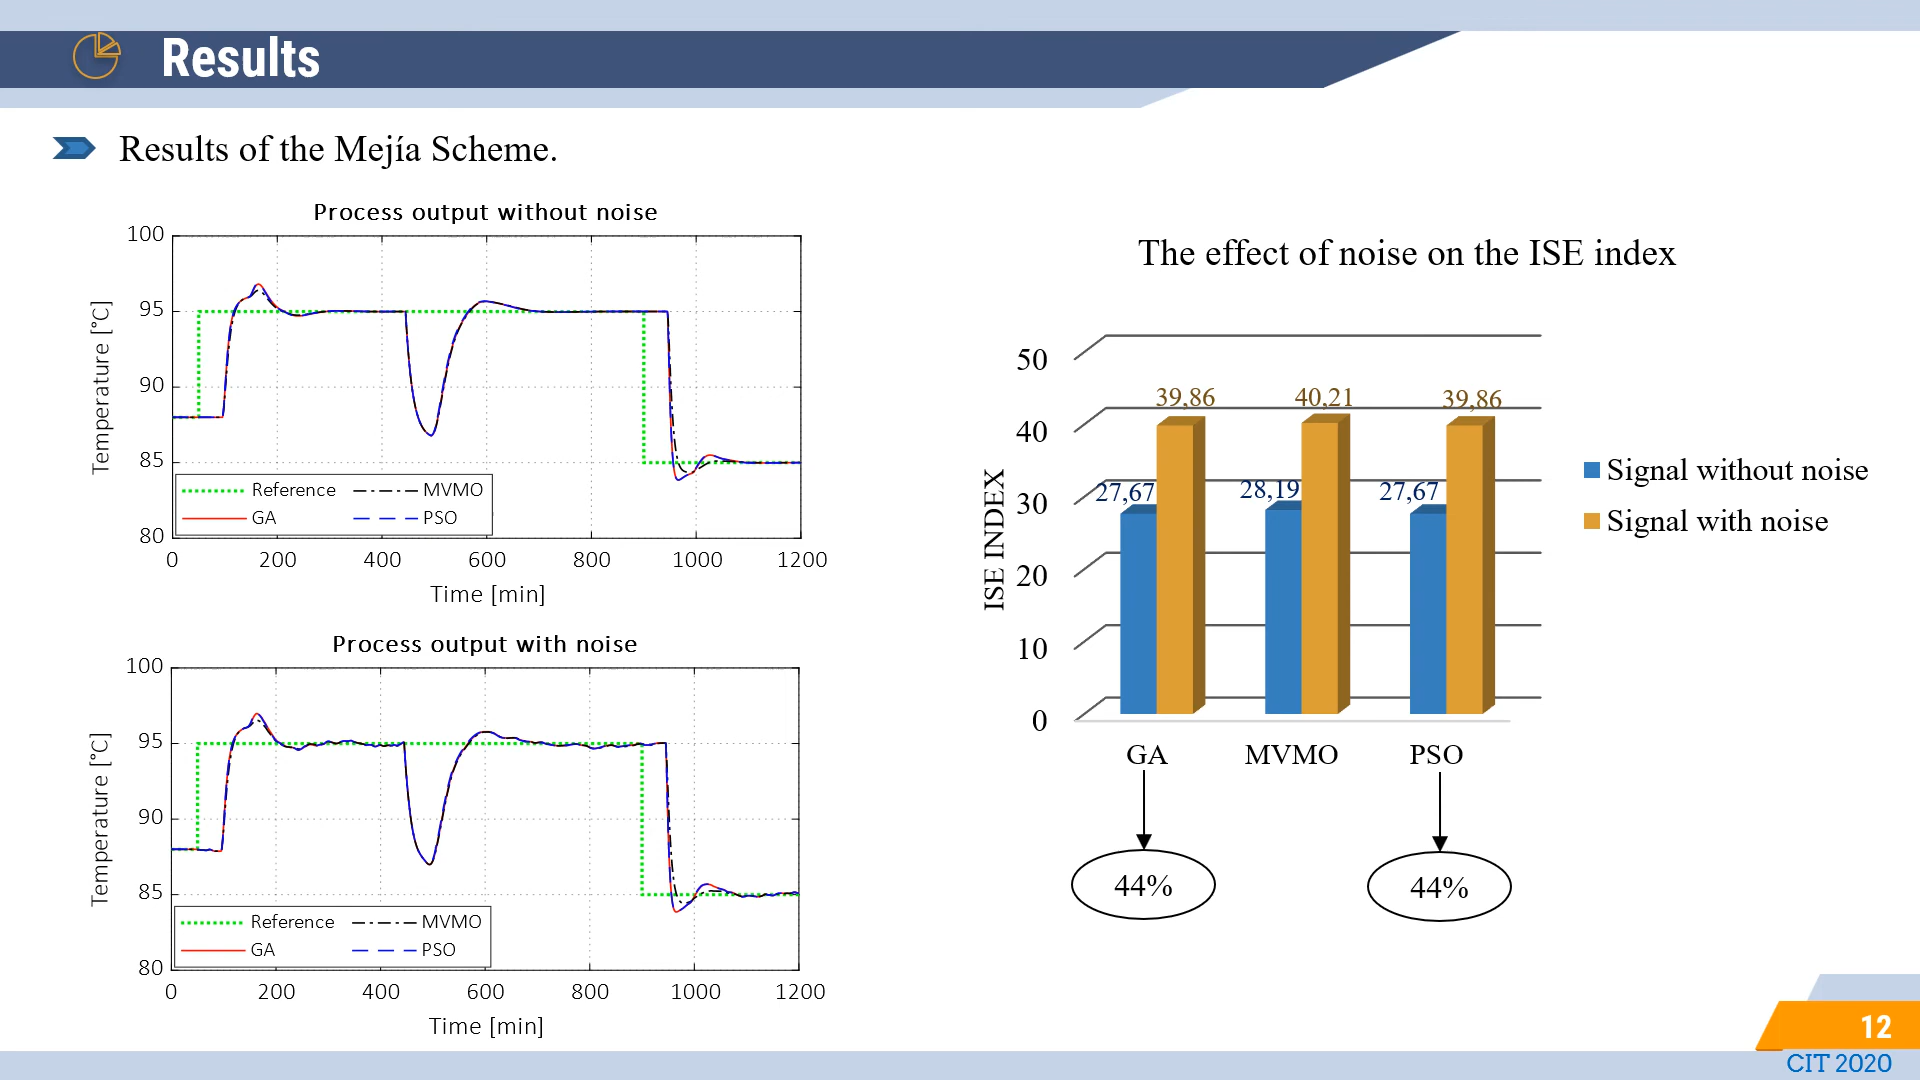 Results
Results of the Mejía Scheme.
Process output without noise
100
95
90
85
80
Temperature [°C]
Reference
MVMO
GA
PSO
0 200 400 600 800 1000 1200
Time [min]
Process output with noise
100
95
90
85
80
Temperature [°C]
Reference
MVMO
GA
PSO
0 200 400 600 800 1000 1200
Time [min]
The effect of noise on the ISE index
50
40
30
20
10
0
ISE INDEX
39,86 40,21 39,86
27,67 28,19 27,67
GA MVMO PSO
44% 44%
Signal without noise
Signal with noise
12
CIT 2020